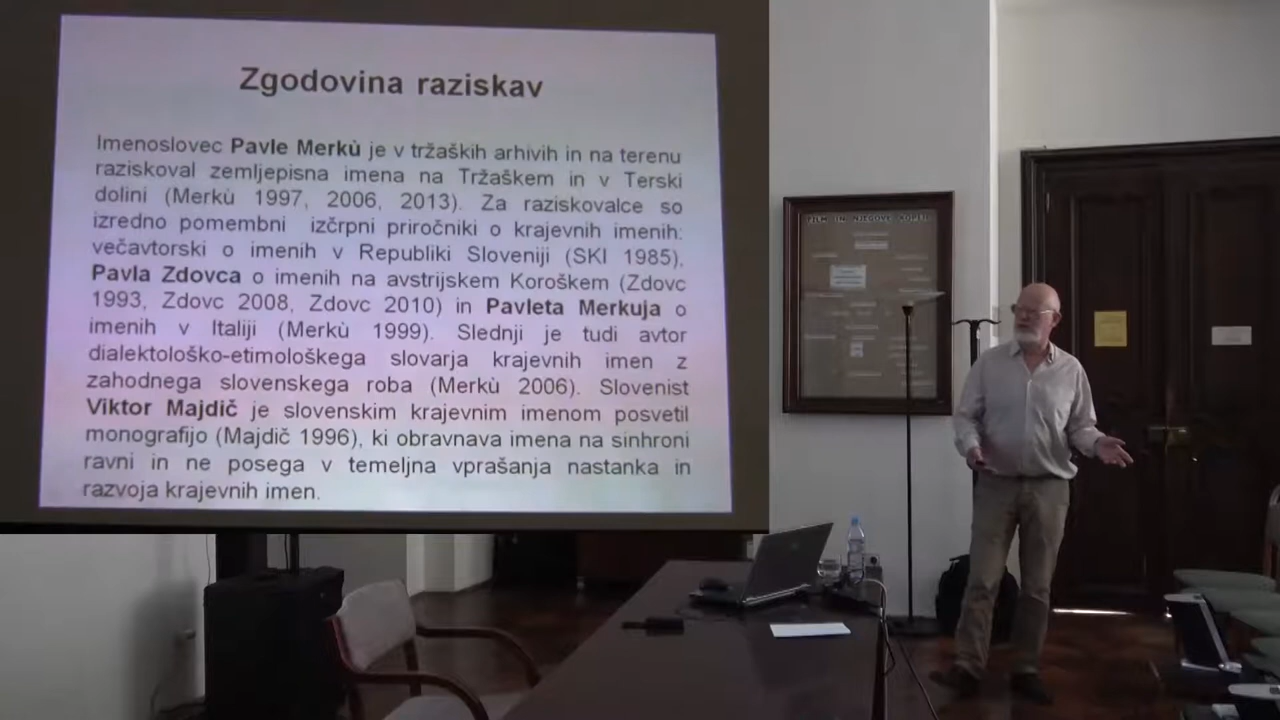 Zgodovina raziskav
Imenoslovec Pavle Merkù je v tržaških arhivih in na terenu
raziskoval zemljepisna imena na Tržaškem in v Terski
dolini (Merkù 1997, 2006, 2013). Za raziskovalce so
izredno pomembni izčrpni priročniki o krajevnih imenih:
večavtorski o imenih v Republiki Sloveniji (SKI 1985),
Pavla Zdovca o imenih na avstrijskem Koroškem (Zdovc
1993, Zdovc 2008, Zdovc 2010) in Pavleta Merkuja o
imenih v Italiji (Merkù 1999). Slednji je tudi avtor
dialektološko-etimološkega slovarja krajevnih imen z
zahodnega slovenskega roba (Merkù 2006). Slovenist
Viktor Majdič je slovenskim krajevnim imenom posvetil
monografijo (Majdič 1996), ki obravnava imena na sinhroni
ravni in ne posega v temeljna vprašanja nastanka in
razvoja krajevnih imen.
FILM IN NJEGOVE